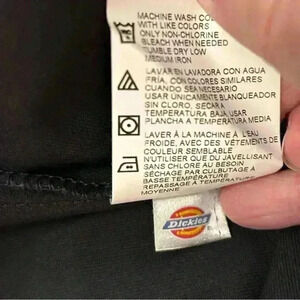 MACHINE WASH COL
WITH LIKE COLORS
ONLY NON-CHLORINE
BLEACH WHEN NEEDED
TUMBLE DRY LOW
MEDIUM IRON
LAVAR EN LAVADORA CON AGUA
FRIA, CON COLORES SIMILARES
CUANDO SEA NECESARIO
USAR UNICAMENTE BLANQUEADOR
SIN CLORO, SECARA
TEMPERATURA BAJA, USAR
PLANCHA A TEMPERATURA MEDIA
LAVER À LA MACHINE À L'EAU
FROIDE, AVEC DES VÊTEMENTS DE
COULEUR SEMBLABLE
N'UTILISER QUE DU JAVELLISANT
SANS CHLORE AU BESOIN
SÉCHAGE PAR CULBUTAGE À
BASSE TEMPÉRATURE
REPASSAGE À TEMPÉRATURE
MOYENNE
Dickies